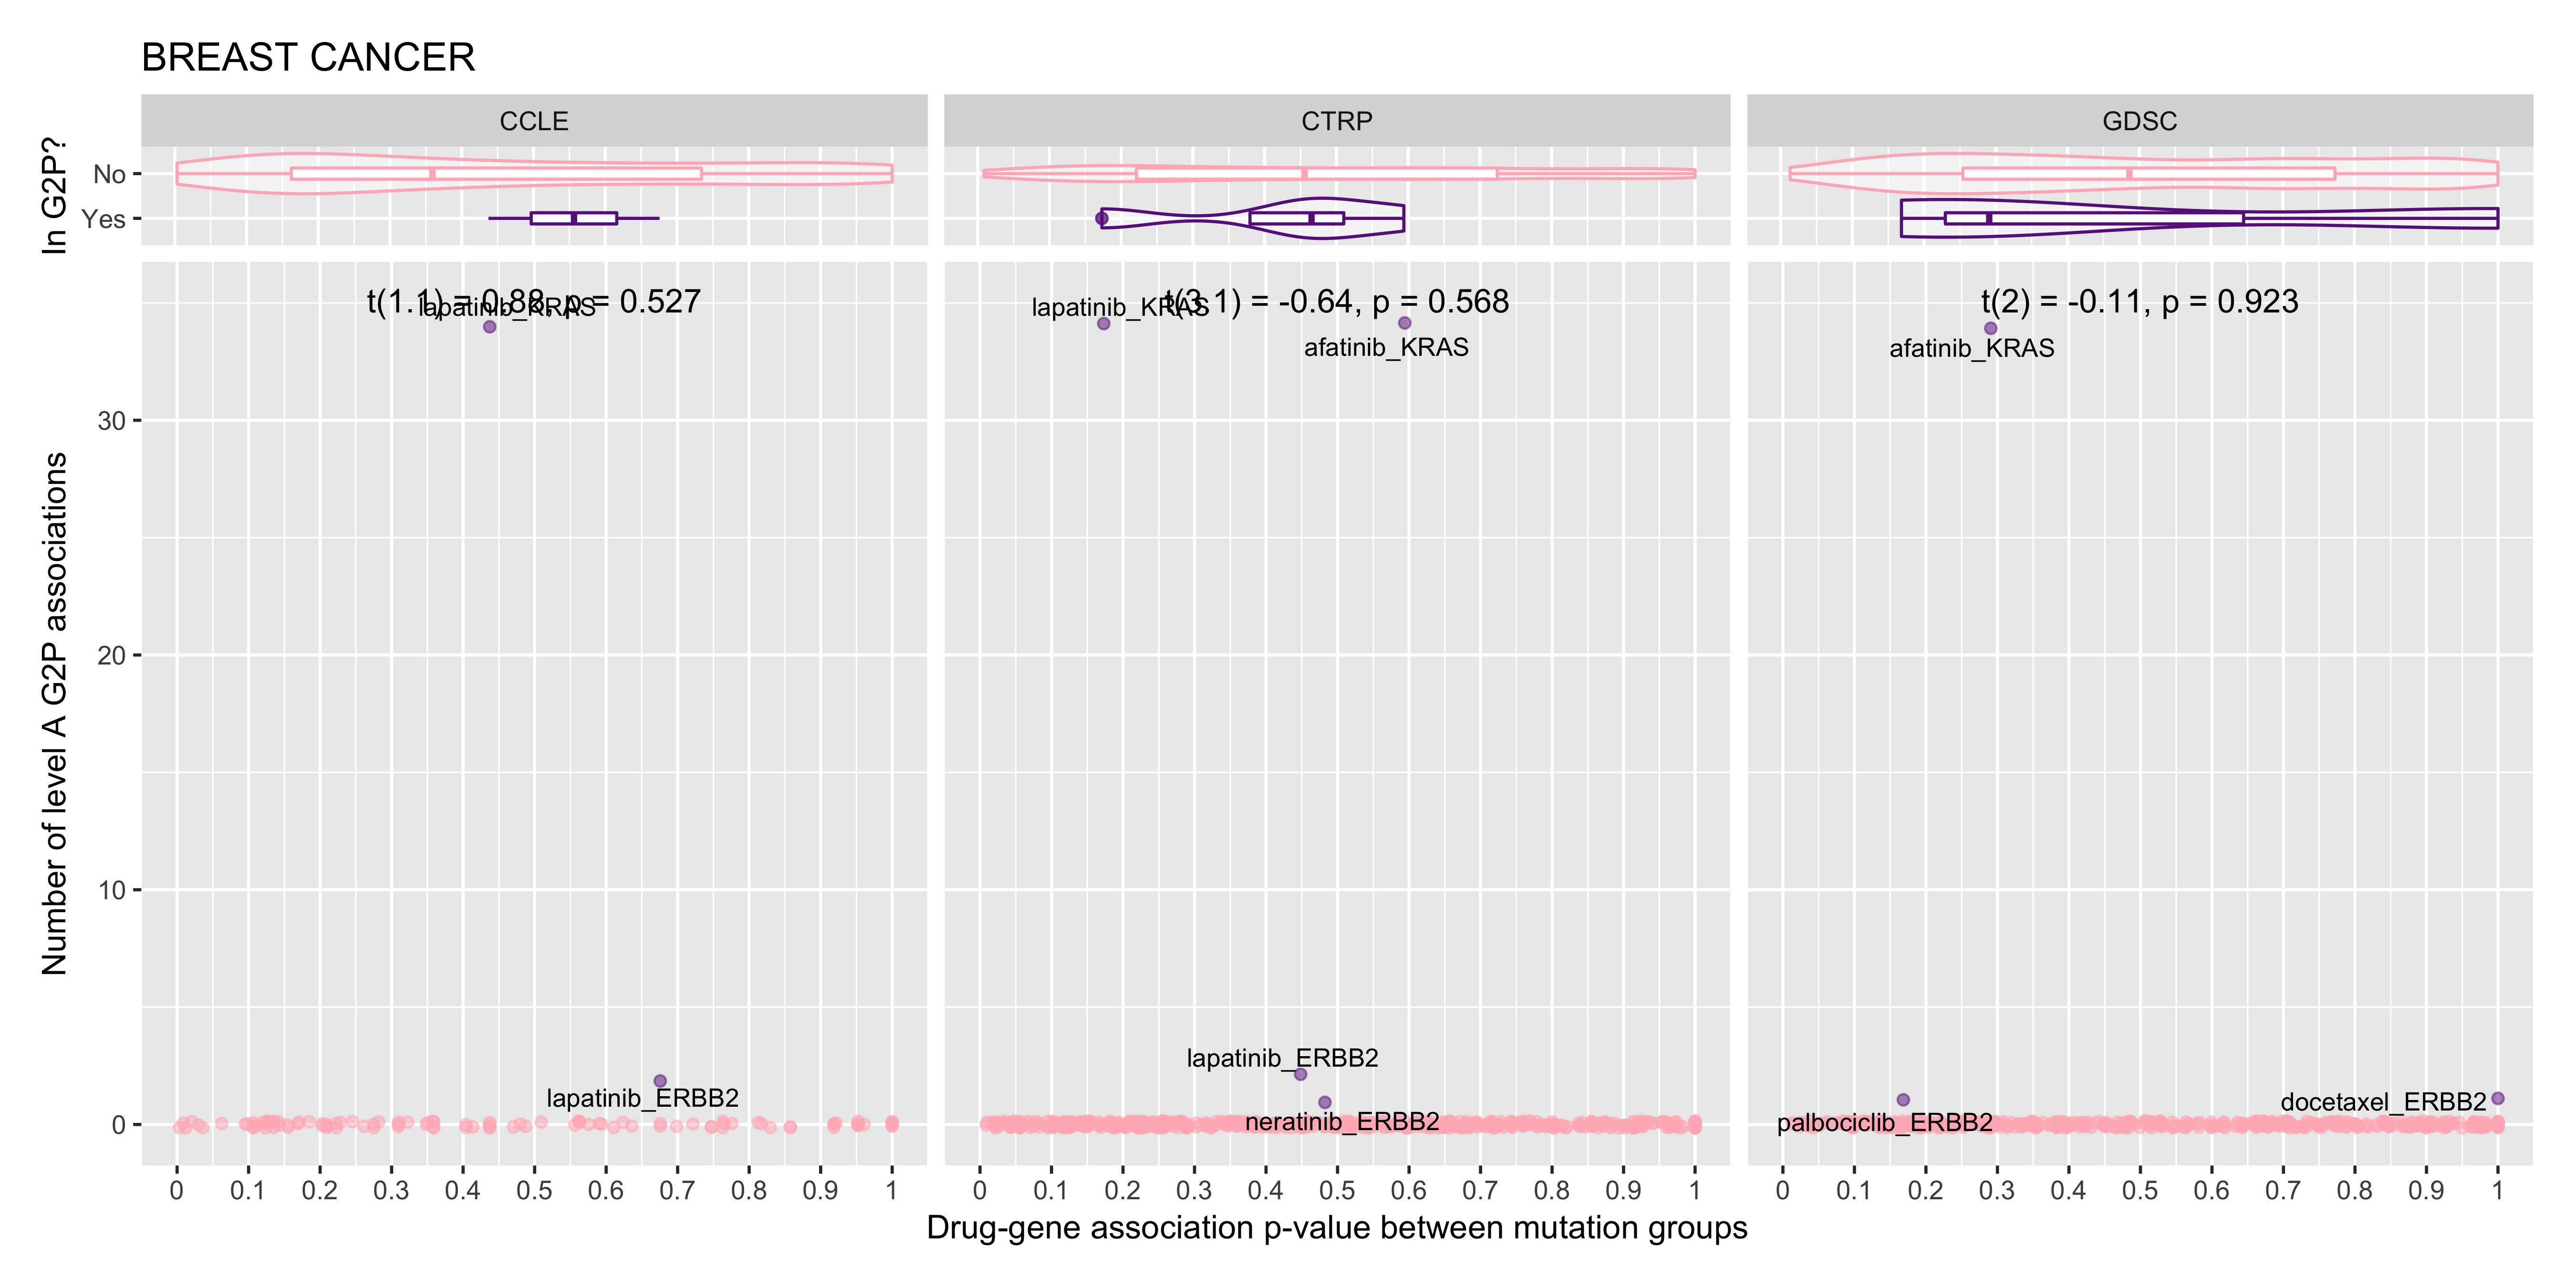 BREAST CANCER
CCLE CTRP GDSC
In G2P?
No
Yes
t(1.1) = 0.88, p = 0.527
lapatinib_KRAS
lapatinib_ERBB2
t(3.1) = -0.64, p = 0.568
lapatinib_KRAS
afatinib_KRAS
lapatinib_ERBB2
neratinib_ERBB2
t(2) = -0.11, p = 0.923
afatinib_KRAS
palbociclib_ERBB2
docetaxel_ERBB2
Number of level A G2P associations
30
20
10
0
0 0.1 0.2 0.3 0.4 0.5 0.6 0.7 0.8 0.9 1
0 0.1 0.2 0.3 0.4 0.5 0.6 0.7 0.8 0.9 1
0 0.1 0.2 0.3 0.4 0.5 0.6 0.7 0.8 0.9 1
Drug-gene association p-value between mutation groups